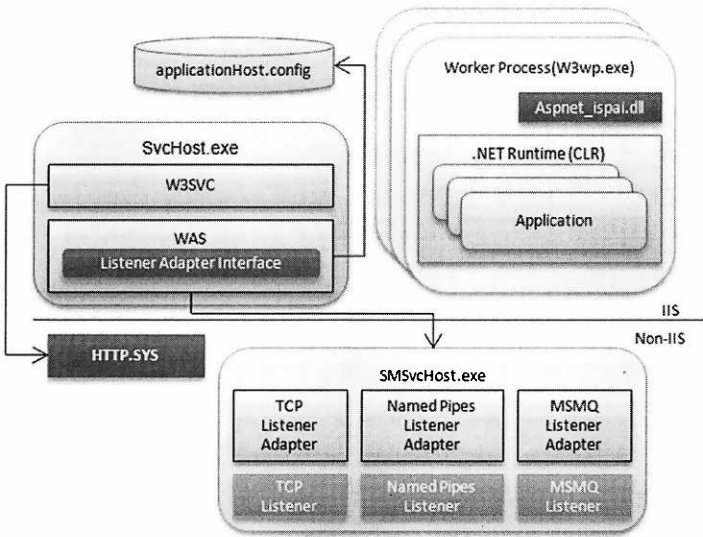 applicationHost.config
Worker Process(W3wp.exe)
Aspnet_ispai.dll
.NET Runtime (CLR)
Application
SvcHost.exe
W3SVC
WAS
Listener Adapter Interface
IIS
Non-IIS
HTTP.SYS
SMSvcHost.exe
TCP
Listener
Adapter
Named Pipes
Listener
Adapter
MSMQ
Listener
Adapter
TCP
Listener
Named Pipes
Listener
MSMQ
Listener